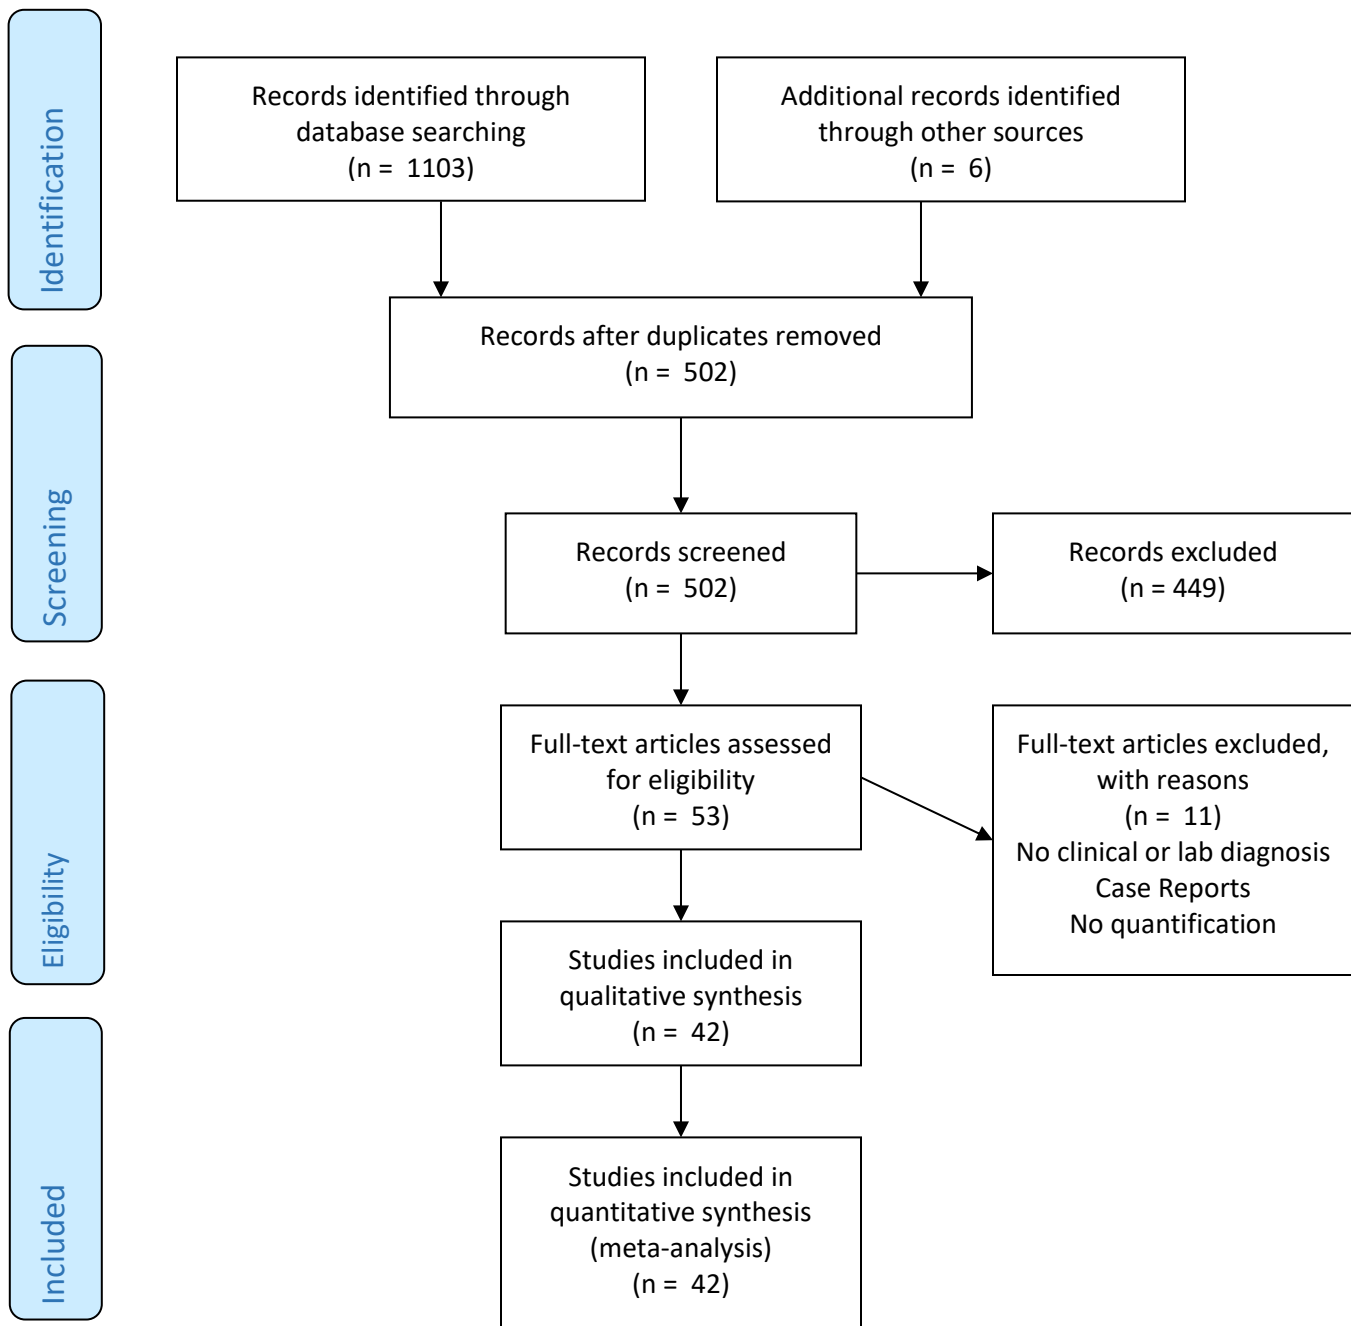 Identification
Records identified through
database searching
(n = 1103)
Additional records identified
through other sources
(n = 6)
Records after duplicates removed
(n = 502)
Screening
Records screened
(n = 502)
Records excluded
(n = 449)
Eligibility
Full-text articles assessed
for eligibility
(n = 53)
Full-text articles excluded,
with reasons
(n = 11)
No clinical or lab diagnosis
Case Reports
No quantification
Studies included in
qualitative synthesis
(n = 42)
Included
Studies included in
quantitative synthesis
(meta-analysis)
(n = 42)